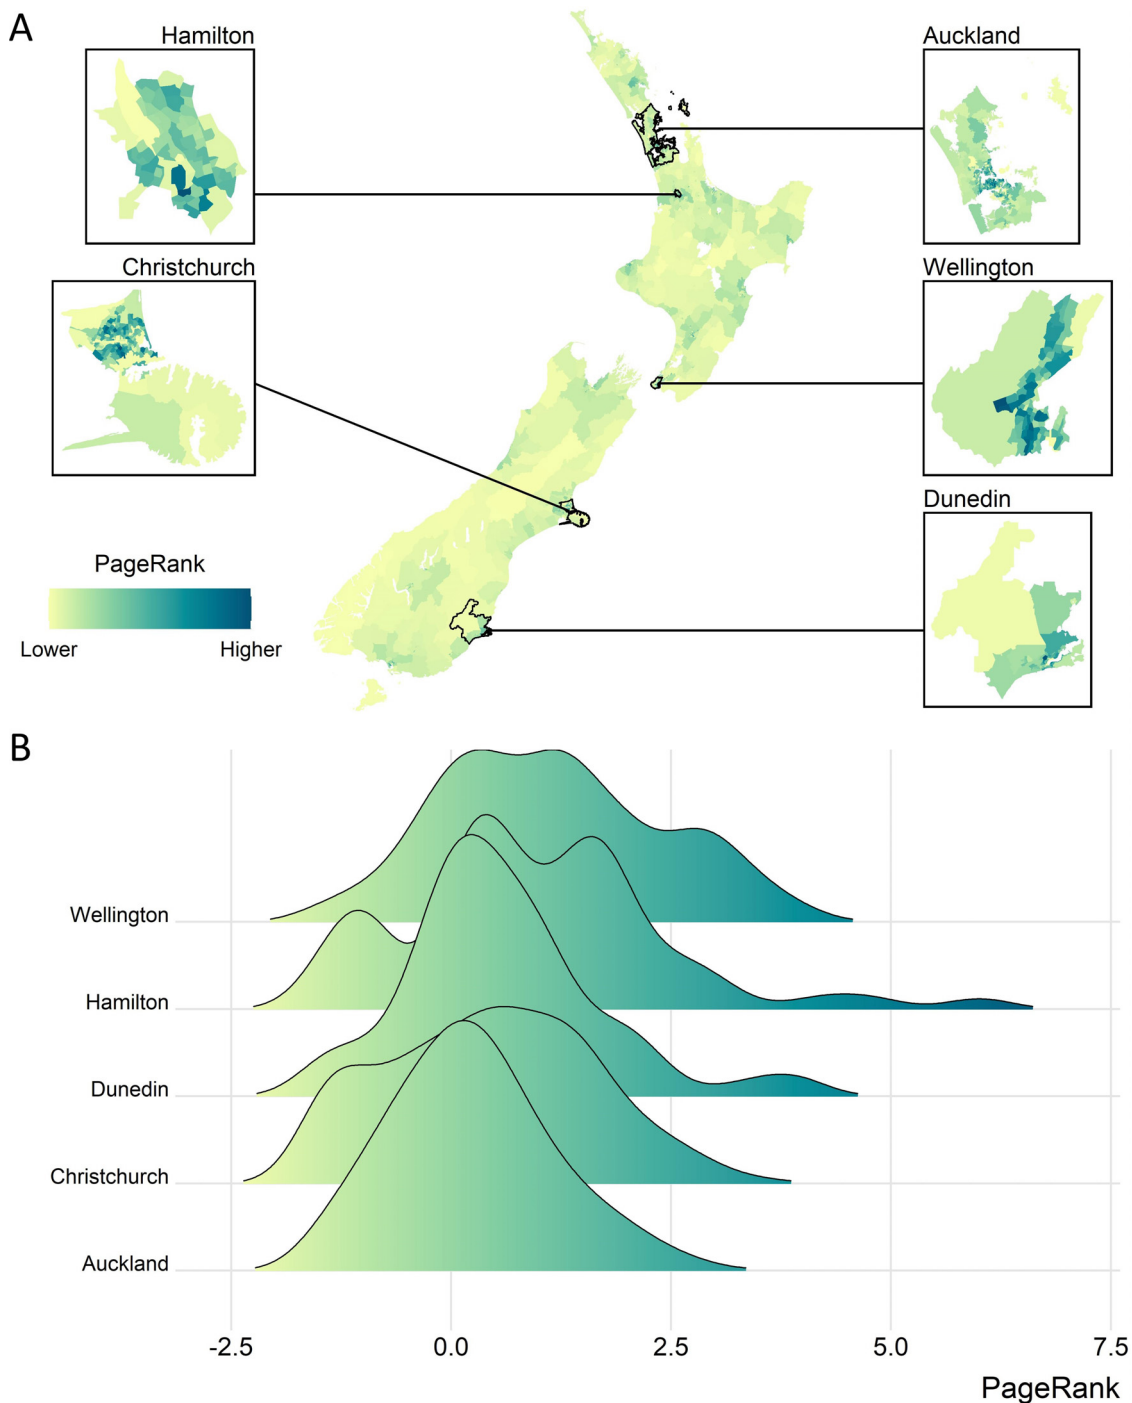 A
Hamilton
Auckland
Christchurch
Wellington
Dunedin
PageRank
Lower Higher
B
Wellington
Hamilton
Dunedin
Christchurch
Auckland
-2.5 0.0 2.5 5.0 7.5
PageRank